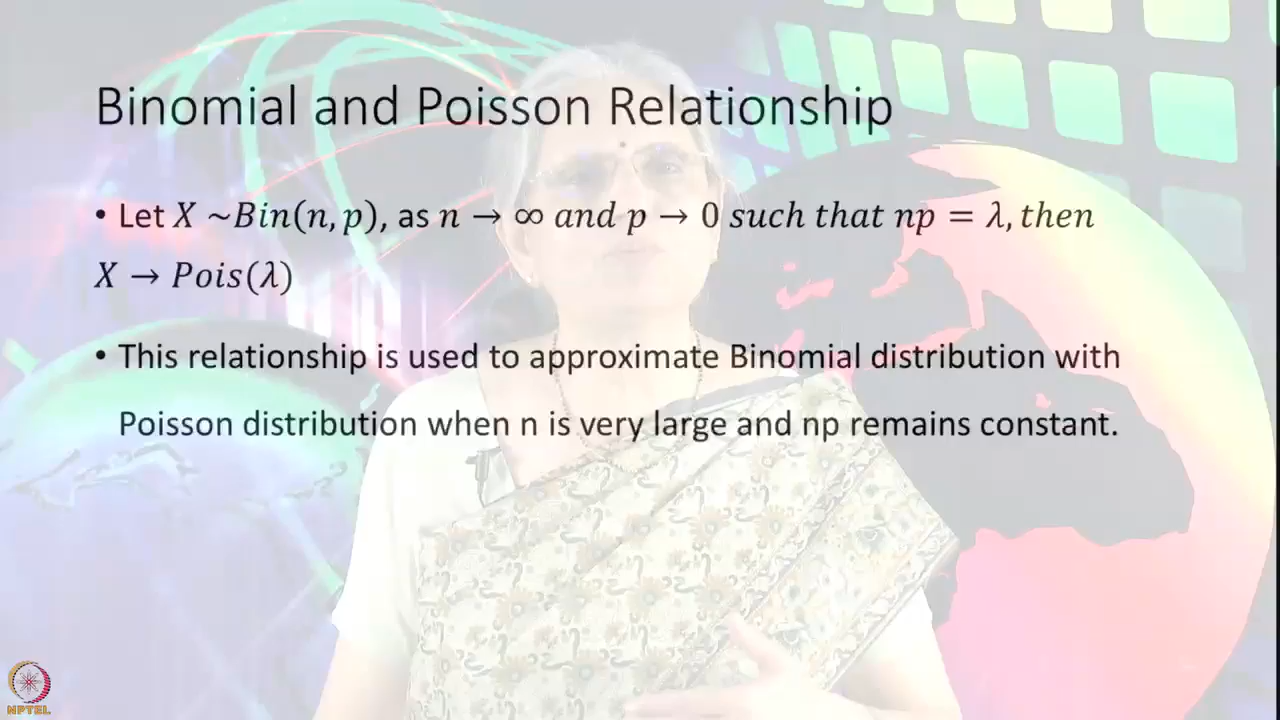 Binomial and Poisson Relationship
• Let X ~Bin(n, p), as n → ∞ and p → 0 such that np = λ, then
X → Pois(λ)
• This relationship is used to approximate Binomial distribution with
Poisson distribution when n is very large and np remains constant.
NPTEL